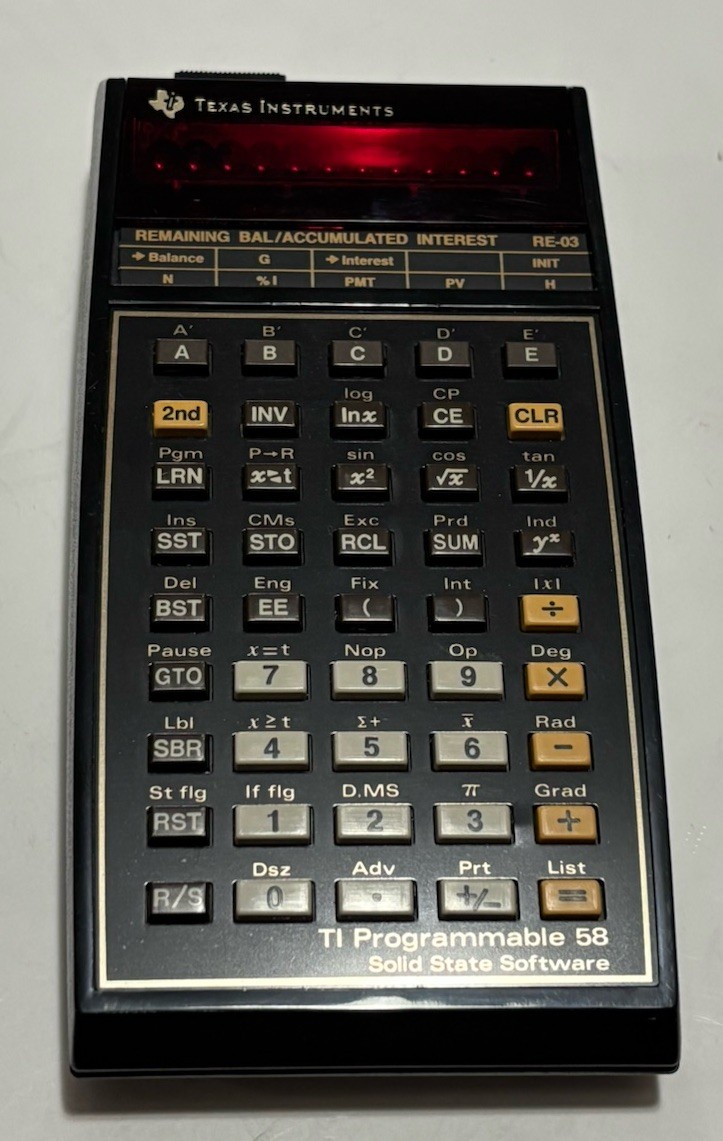 TEXAS INSTRUMENTS
REMAINING BAL/ACCUMULATED INTEREST RE-03
➔ Balance G ➔ Interest INIT
N %I PMT PV H
A' B' C' D' E'
A B C D E
log CP
2nd INV lnx CE CLR
Pgm P→R sin cos tan
LRN x⇄t x² √x 1/x
Ins CMs Exc Prd Ind
SST STO RCL SUM yˣ
Del Eng Fix Int |x|
BST EE ( ) ÷
Pause x=t Nop Op Deg
GTO 7 8 9 ×
Lbl x≥t Σ+ x̄ Rad
SBR 4 5 6 −
St flg If flg D.MS π Grad
RST 1 2 3 +
Dsz Adv Prt List
R/S 0 . +/− =
TI Programmable 58
Solid State Software